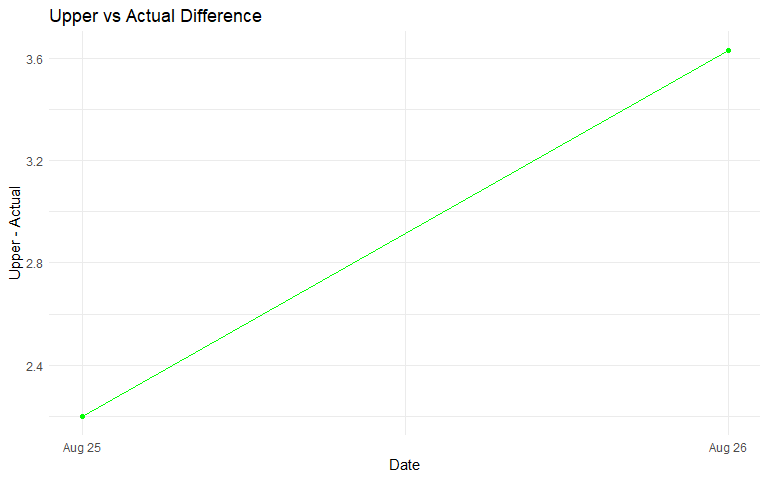 Upper vs Actual Difference
3.6
3.2
2.8
2.4
Upper - Actual
Aug 25
Aug 26
Date